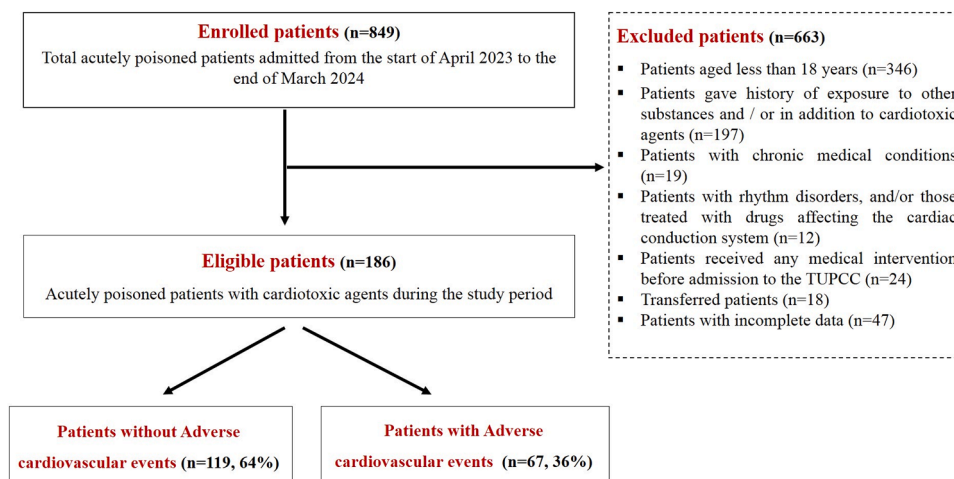 Enrolled patients (n=849)
Total acutely poisoned patients admitted from the start of April 2023 to the
end of March 2024
Excluded patients (n=663)
▪ Patients aged less than 18 years (n=346)
▪ Patients gave history of exposure to other
substances and / or in addition to cardiotoxic
agents (n=197)
▪ Patients with chronic medical conditions
(n=19)
▪ Patients with rhythm disorders, and/or those
treated with drugs affecting the cardiac
conduction system (n=12)
▪ Patients received any medical intervention
before admission to the TUPCC (n=24)
▪ Transferred patients (n=18)
▪ Patients with incomplete data (n=47)
Eligible patients (n=186)
Acutely poisoned patients with cardiotoxic agents during the study period
Patients without Adverse
cardiovascular events (n=119, 64%)
Patients with Adverse
cardiovascular events (n=67, 36%)